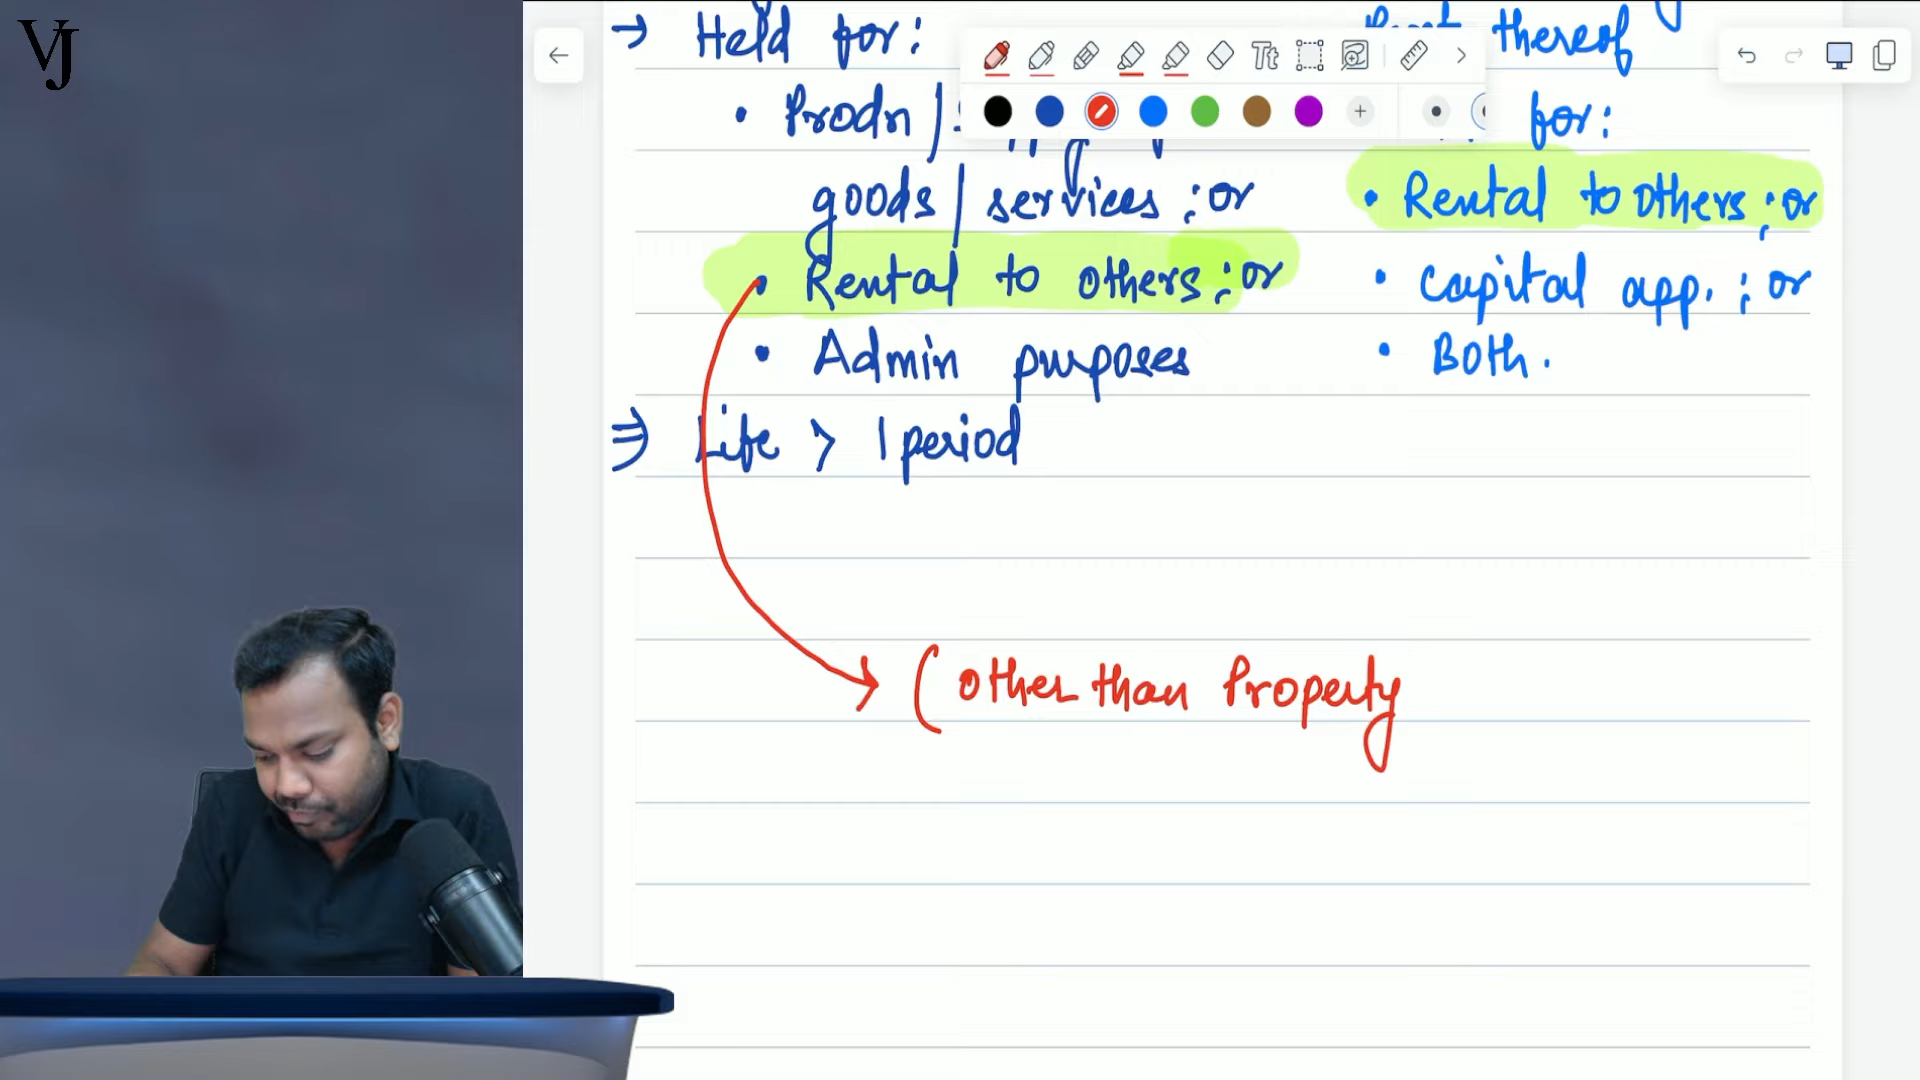 VJ
→ Held for:
• Prodn /
goods / services ; or
• Rental to others ; or
• Admin purposes
⇒ Life > 1 period
thereof
for:
• Rental to others ; or
• Capital app. ; or
• Both.
Tt
→ (other than Property